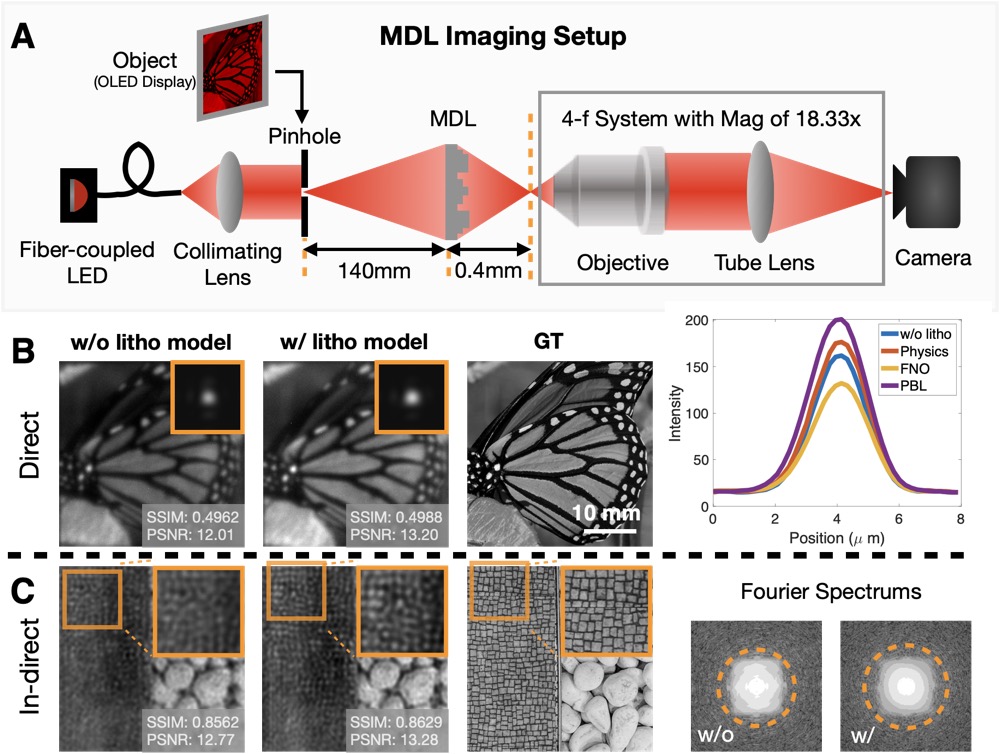 A
MDL Imaging Setup
Object
(OLED Display)
Pinhole
MDL
4-f System with Mag of 18.33x
Fiber-coupled
LED
Collimating
Lens
140mm
0.4mm
Objective
Tube Lens
Camera
B
w/o litho model
w/ litho model
GT
Direct
SSIM: 0.4962
PSNR: 12.01
SSIM: 0.4988
PSNR: 13.20
10 mm
200
150
100
50
0
0
2
4
6
8
Intensity
Position (μ m)
w/o litho
Physics
FNO
PBL
C
In-direct
SSIM: 0.8562
PSNR: 12.77
SSIM: 0.8629
PSNR: 13.28
Fourier Spectrums
w/o
w/